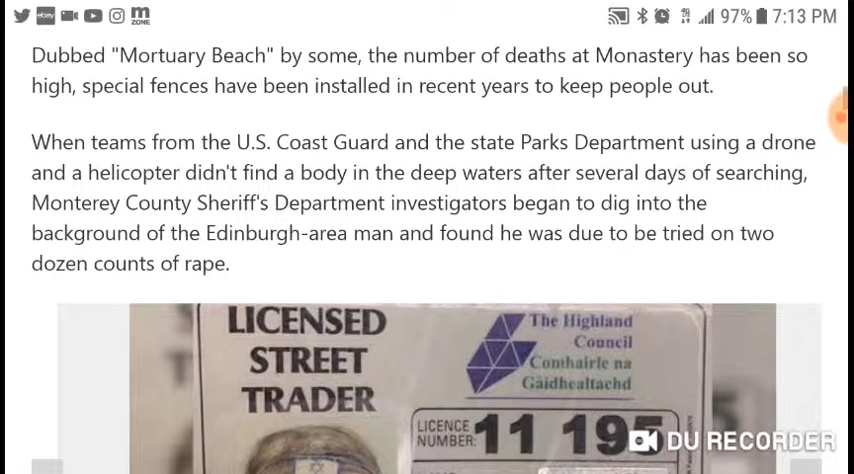 ebay
m
ZONE
97%
7:13 PM
Dubbed "Mortuary Beach" by some, the number of deaths at Monastery has been so
high, special fences have been installed in recent years to keep people out.
When teams from the U.S. Coast Guard and the state Parks Department using a drone
and a helicopter didn't find a body in the deep waters after several days of searching,
Monterey County Sheriff's Department investigators began to dig into the
background of the Edinburgh-area man and found he was due to be tried on two
dozen counts of rape.
LICENSED
STREET
TRADER
The Highland
Council
Comhairle na
Gàidhealtachd
LICENCE
NUMBER:
11 195
DU RECORDER